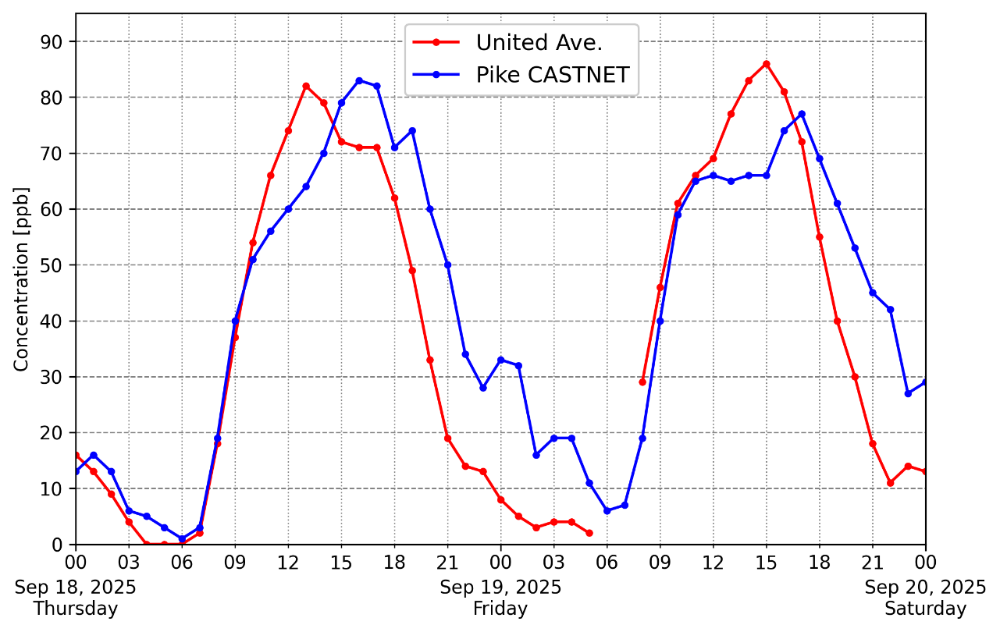 United Ave.
Pike CASTNET
Concentration [ppb]
90
80
70
60
50
40
30
20
10
0
00 03 06 09 12 15 18 21 00 03 06 09 12 15 18 21 00
Sep 18, 2025 Sep 19, 2025 Sep 20, 2025
Thursday Friday Saturday